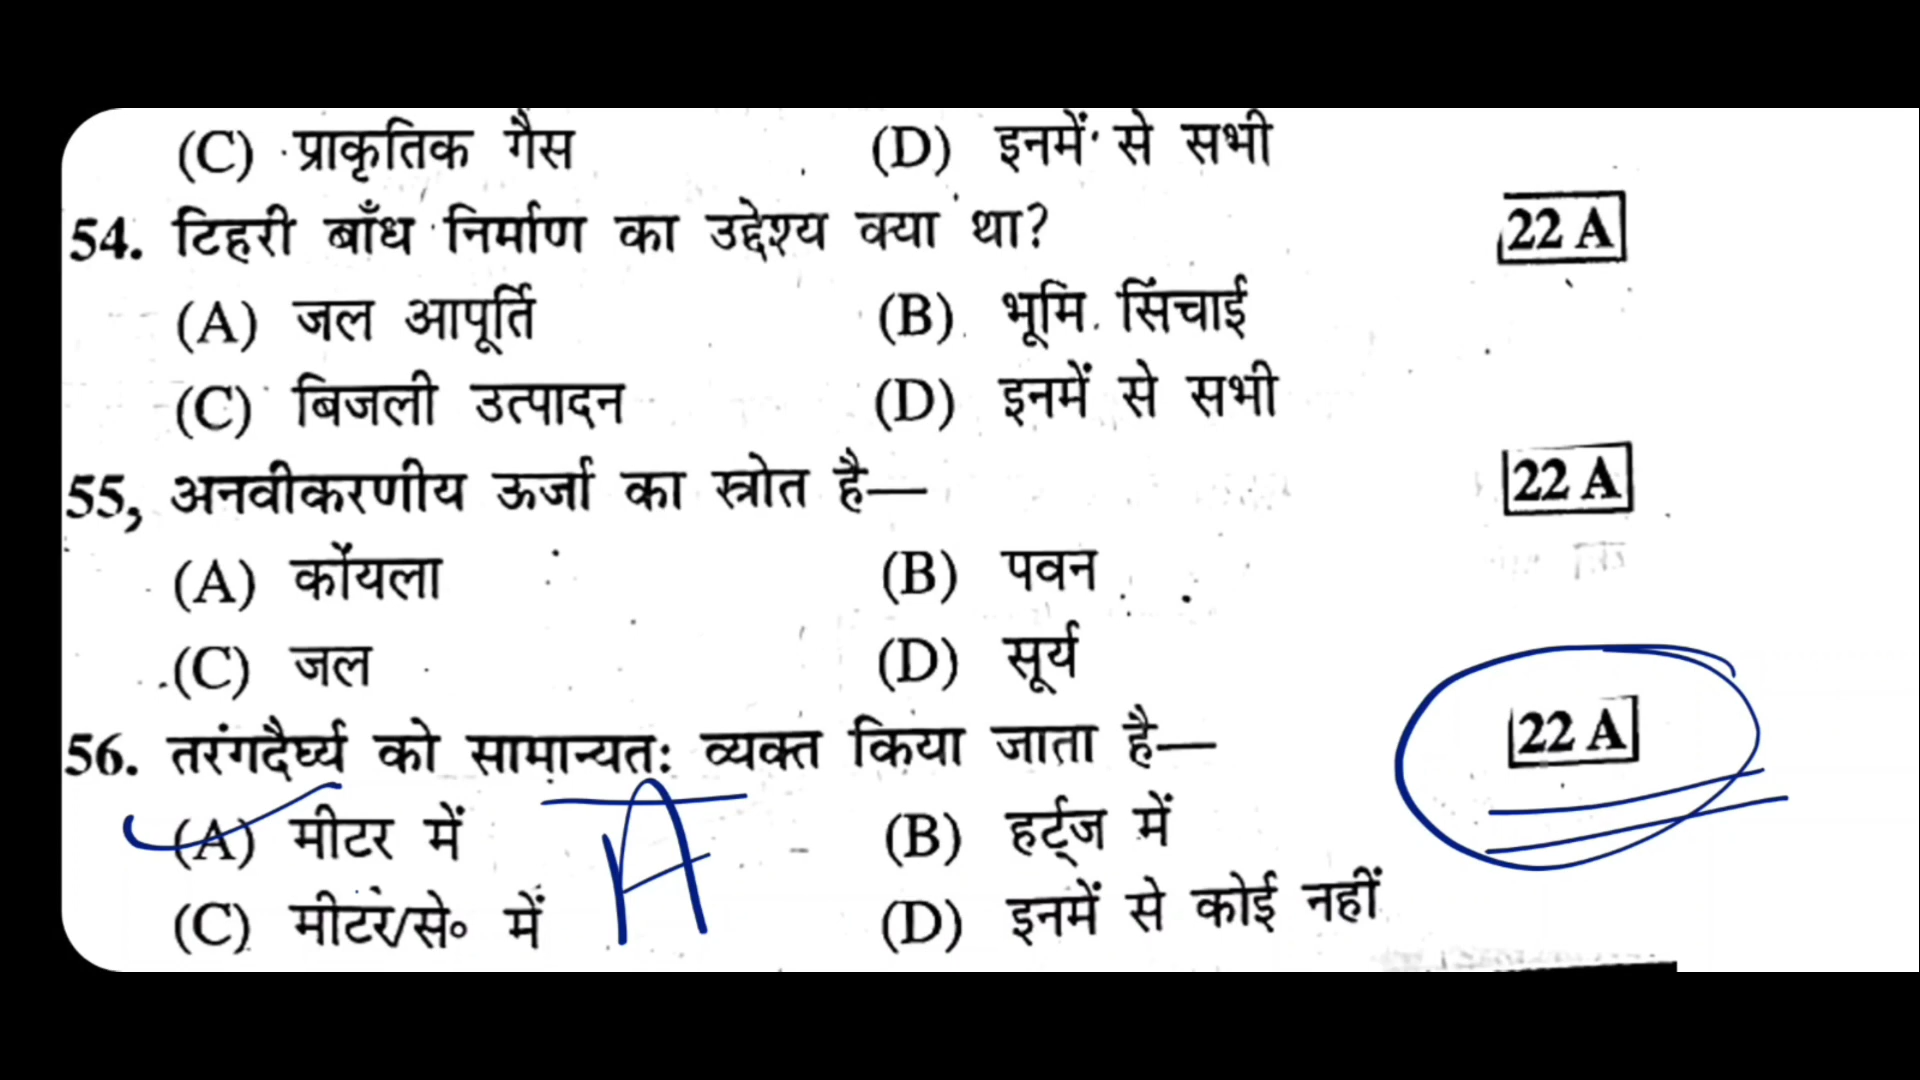 (C) प्राकृतिक गैस (D) इनमें से सभी
54. टिहरी बाँध निर्माण का उद्देश्य क्या था? 22 A
(A) जल आपूर्ति (B) भूमि सिंचाई
(C) बिजली उत्पादन (D) इनमें से सभी
55, अनवीकरणीय ऊर्जा का स्त्रोत है— 22 A
(A) कोयला (B) पवन
(C) जल (D) सूर्य
56. तरंगदैर्घ्य को सामान्यतः व्यक्त किया जाता है— 22 A
(A) मीटर में A (B) हर्ट्ज में
(C) मीटर/से० में (D) इनमें से कोई नहीं